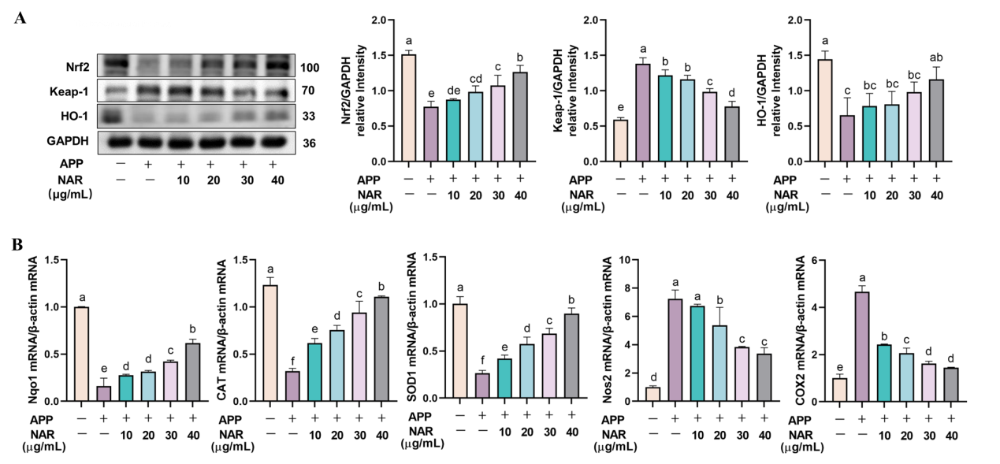 A
Nrf2 100
Keap-1 70
HO-1 33
GAPDH 36
APP — + + + + +
NAR — — 10 20 30 40
(μg/mL)
Nrf2/GAPDH
relative Intensity
2.0
1.5
1.0
0.5
0.0
a e de cd c b
APP — + + + + +
NAR — — 10 20 30 40
(μg/mL)
Keap-1/GAPDH
relative Intensity
2.0
1.5
1.0
0.5
0.0
e a b b c d
APP — + + + + +
NAR — — 10 20 30 40
(μg/mL)
HO-1/GAPDH
relative Intensity
2.0
1.5
1.0
0.5
0.0
a c bc bc bc ab
APP — + + + + +
NAR — — 10 20 30 40
(μg/mL)
B
Nqo1 mRNA/β-actin mRNA
1.5
1.0
0.5
0.0
a e d d c b
APP — + + + + +
NAR — — 10 20 30 40
(μg/mL)
CAT mRNA/β-actin mRNA
1.5
1.0
0.5
0.0
a f e d c b
APP — + + + + +
NAR — — 10 20 30 40
(μg/mL)
SOD1 mRNA/β-actin mRNA
1.5
1.0
0.5
0.0
a f e d c b
APP — + + + + +
NAR — — 10 20 30 40
(μg/mL)
Nos2 mRNA/β-actin mRNA
10
8
6
4
2
0
d a a b c c
APP — + + + + +
NAR — — 10 20 30 40
(μg/mL)
COX2 mRNA/β-actin mRNA
6
4
2
0
e a b c d d
APP — + + + + +
NAR — — 10 20 30 40
(μg/mL)